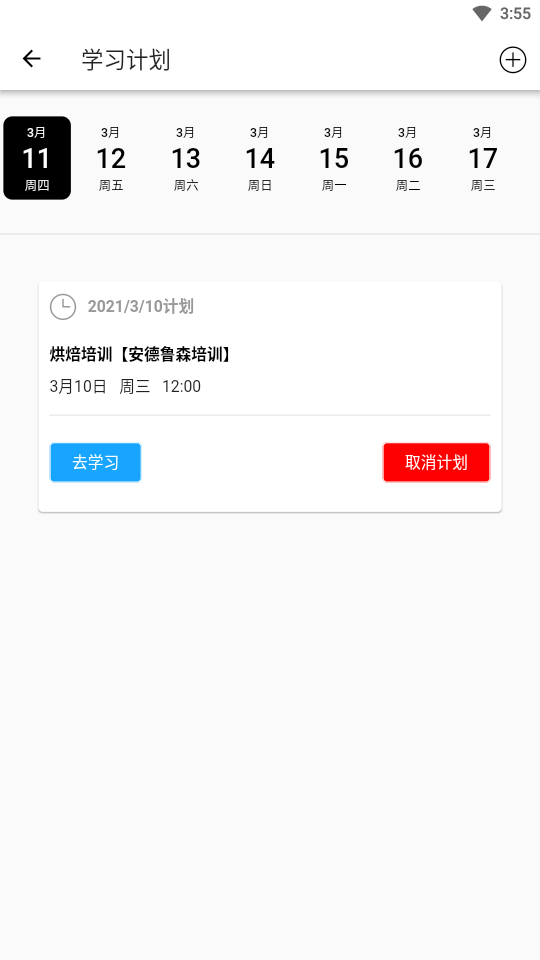 3:55
学习计划
3月 3月 3月 3月 3月 3月 3月
11 12 13 14 15 16 17
周四 周五 周六 周日 周一 周二 周三
2021/3/10计划
烘焙培训【安德鲁森培训】
3月10日 周三 12:00
去学习 取消计划